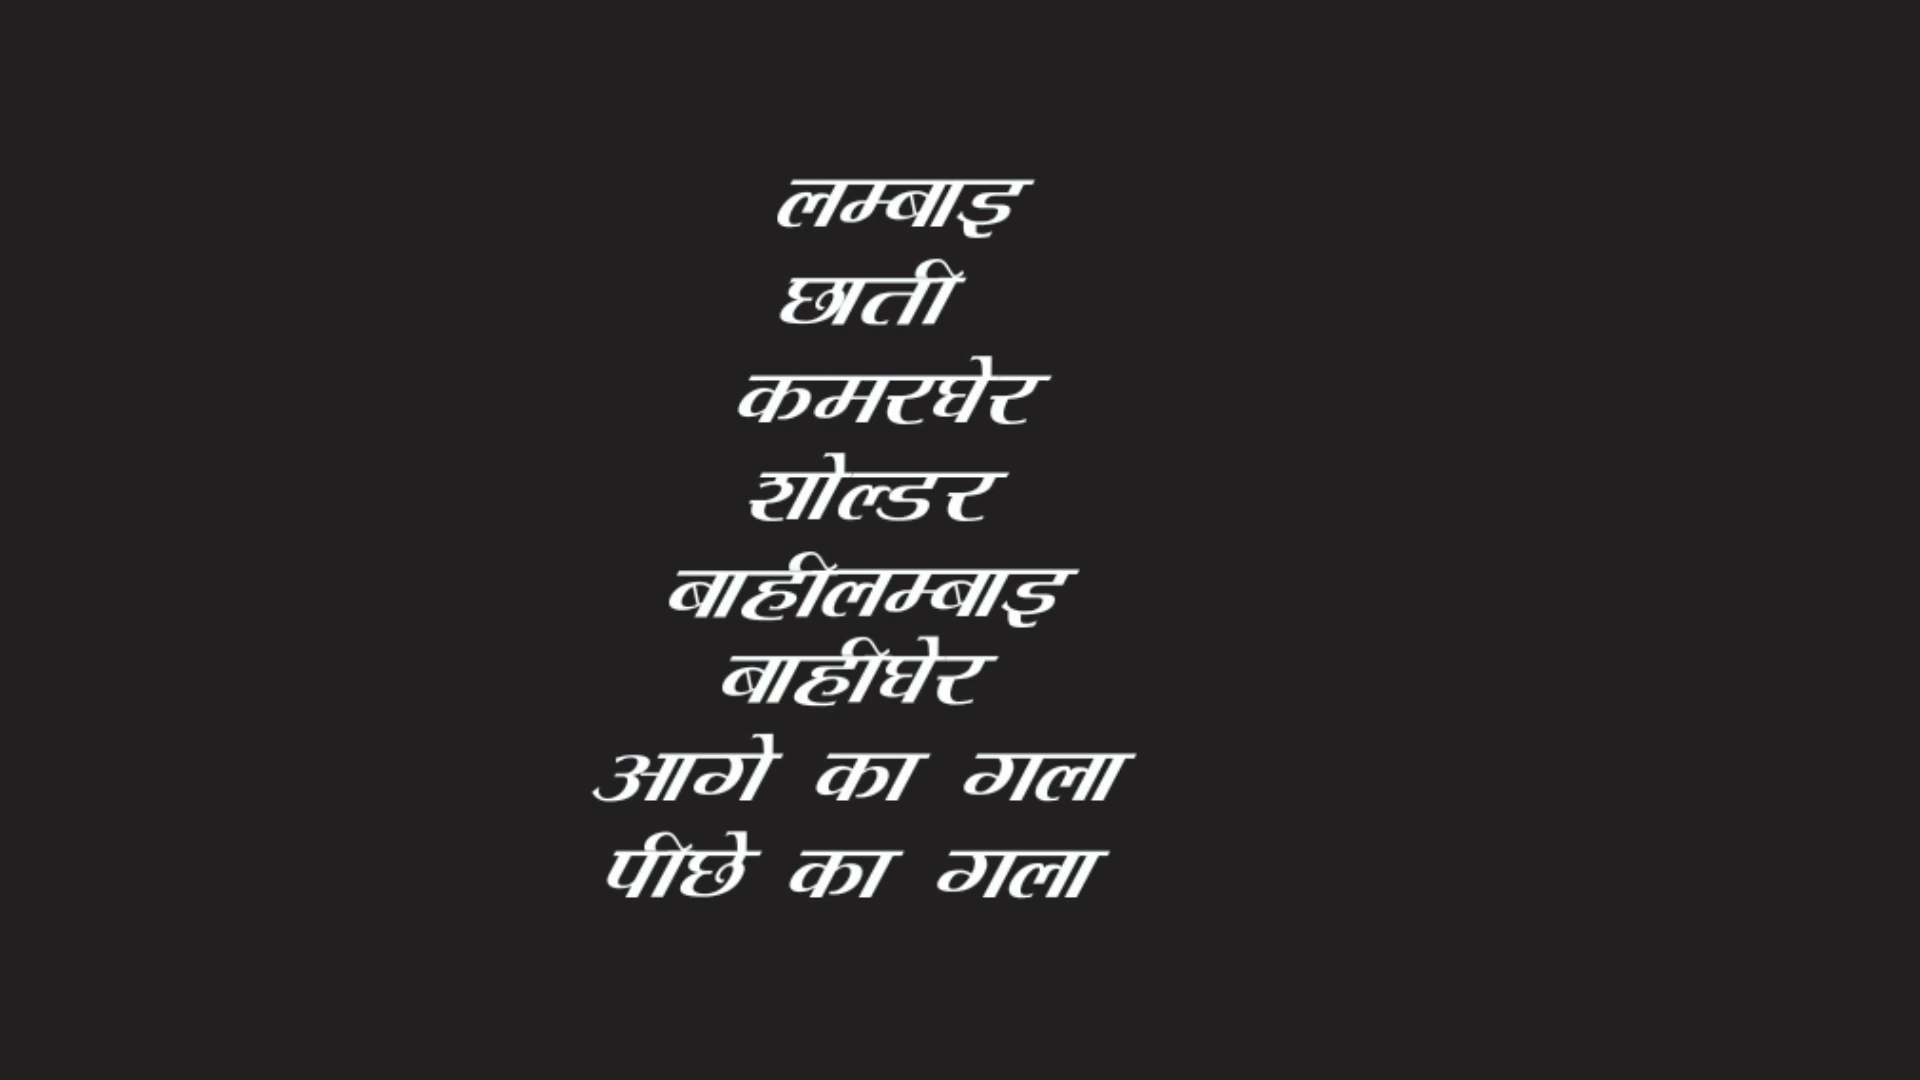 लम्बाइ
छाती
कमरघेर
शोल्डर
बाहीलम्बाइ
बाहीघेर
आगे का गला
पीछे का गला